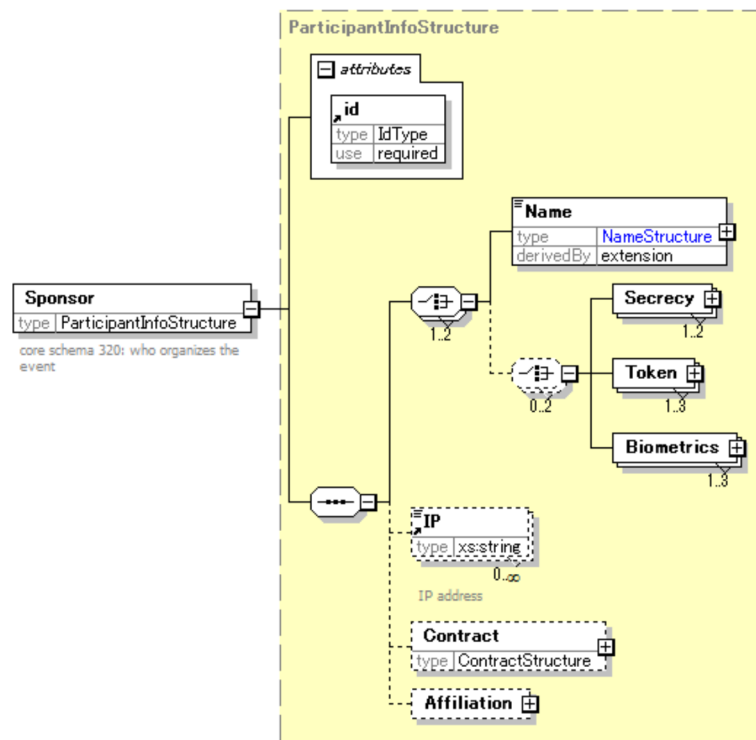 ParticipantInfoStructure
attributes
id
type IdType
use required
Name
type NameStructure
derivedBy extension
Sponsor
type ParticipantInfoStructure
core schema 320: who organizes the
event
1..2
Secrecy
1..2
0..2
Token
1..3
Biometrics
1..3
IP
type xs:string
0..∞
IP address
Contract
type ContractStructure
Affiliation